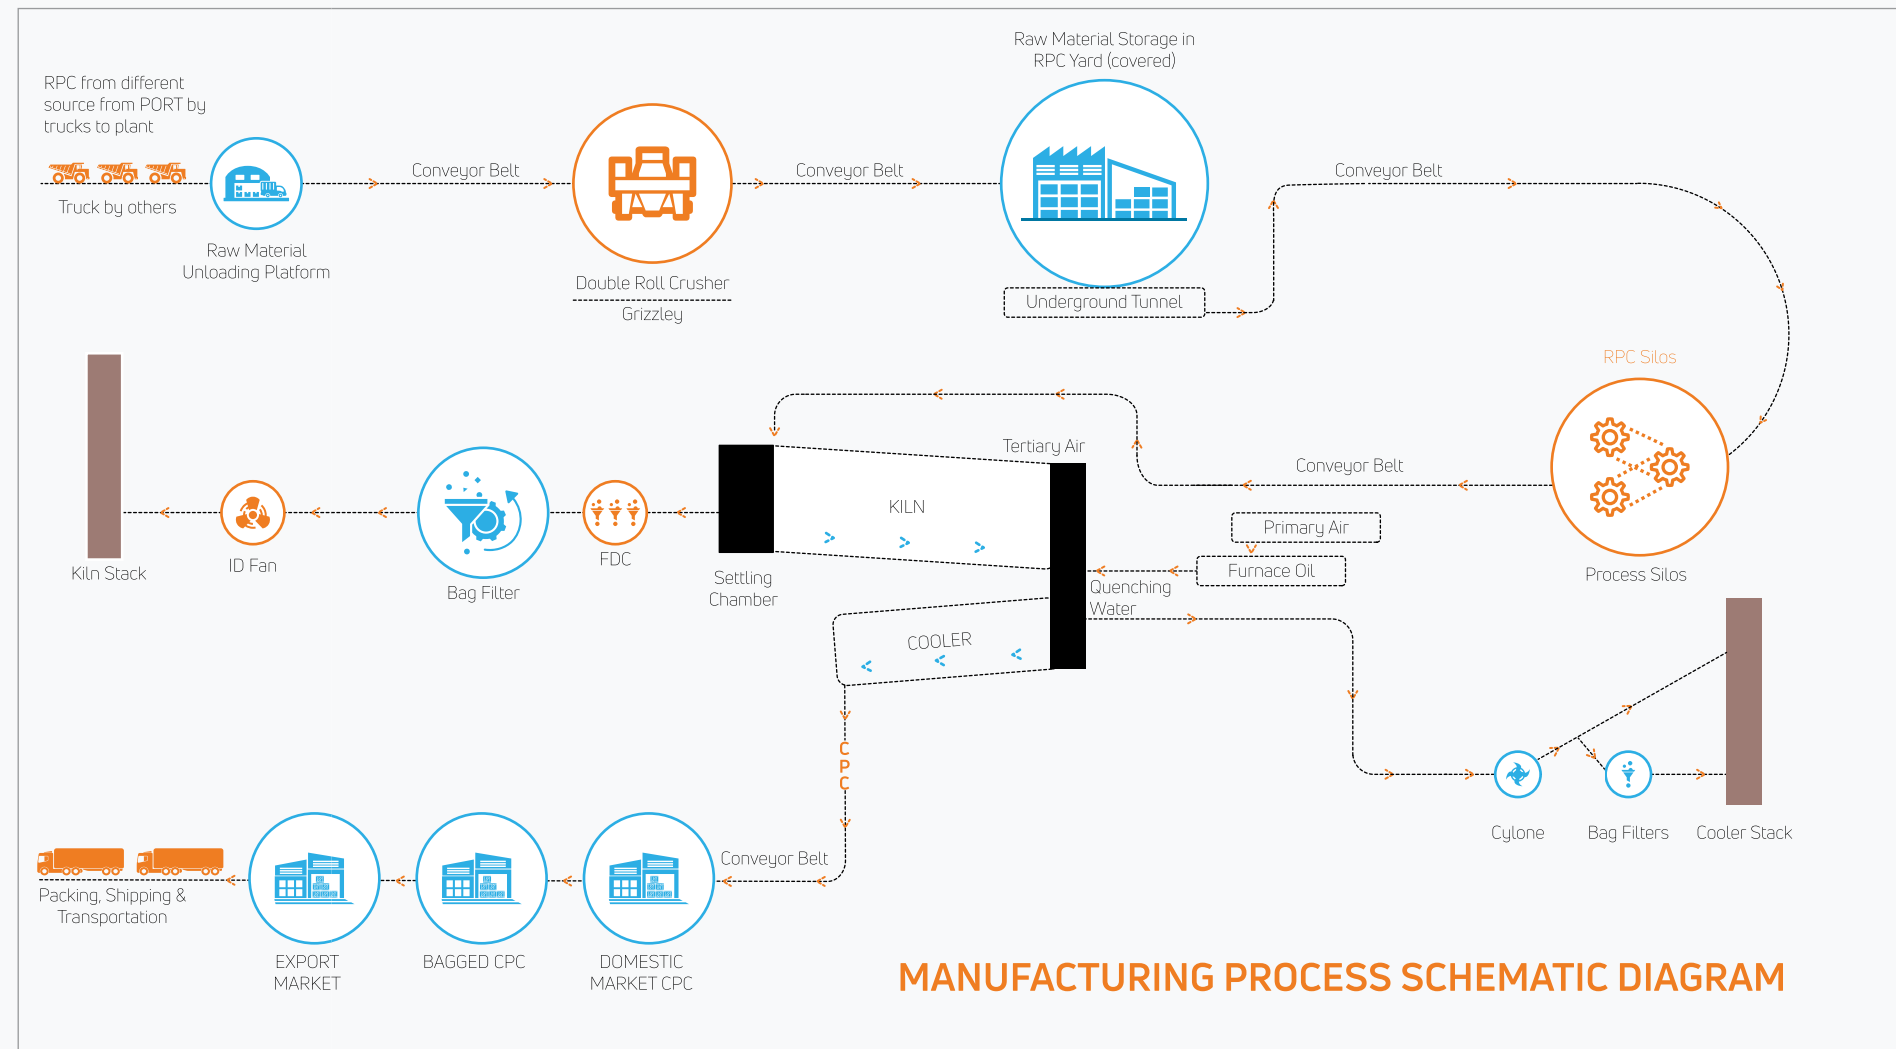 Raw Material Storage in
RPC Yard (covered)
RPC from different
source from PORT by
trucks to plant
Conveyor Belt
Conveyor Belt
Conveyor Belt
Truck by others
Raw Material
Unloading Platform
Double Roll Crusher
Grizzley
Underground Tunnel
RPC Silos
Tertiary Air
Conveyor Belt
KILN
Primary Air
Furnace Oil
Quenching
Water
Process Silos
Kiln Stack
ID Fan
Bag Filter
FDC
Settling
Chamber
COOLER
C
P
C
Cylone
Bag Filters
Cooler Stack
Conveyor Belt
Packing, Shipping &
Transportation
EXPORT
MARKET
BAGGED CPC
DOMESTIC
MARKET CPC
MANUFACTURING PROCESS SCHEMATIC DIAGRAM